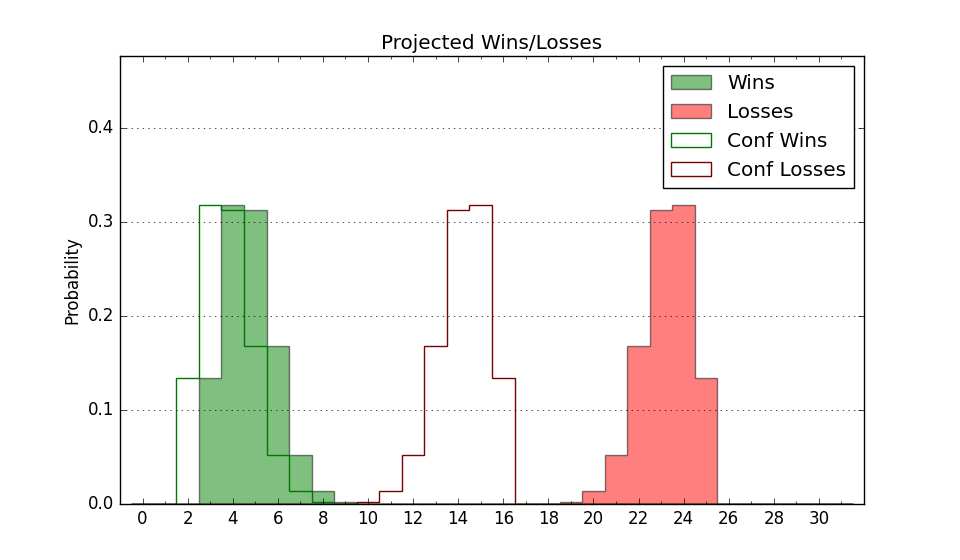 Projected Wins/Losses
Wins
Losses
Conf Wins
Conf Losses
Probability
0.4
0.3
0.2
0.1
0.0
0 2 4 6 8 10 12 14 16 18 20 22 24 26 28 30